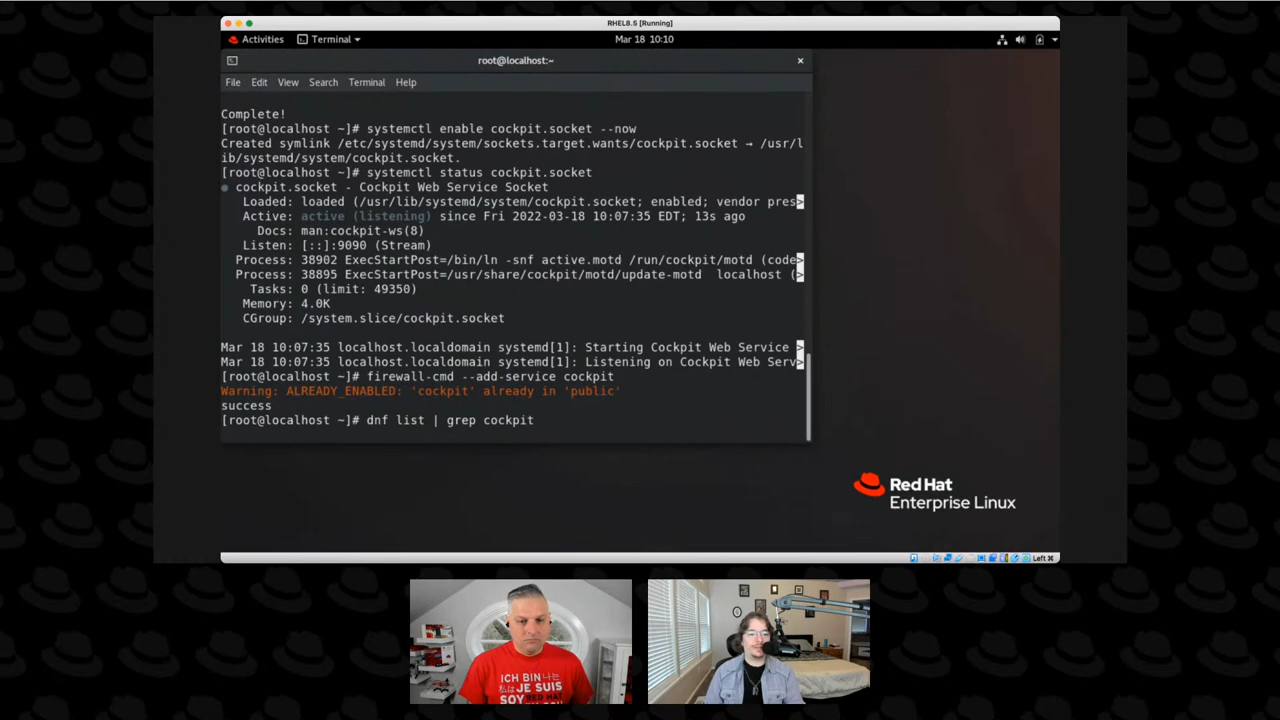 RHEL8.5 [Running]
Activities Terminal Mar 18 10:10
root@localhost:~
File Edit View Search Terminal Help
Complete!
[root@localhost ~]# systemctl enable cockpit.socket --now
Created symlink /etc/systemd/system/sockets.target.wants/cockpit.socket → /usr/l
ib/systemd/system/cockpit.socket.
[root@localhost ~]# systemctl status cockpit.socket
● cockpit.socket - Cockpit Web Service Socket
Loaded: loaded (/usr/lib/systemd/system/cockpit.socket; enabled; vendor pres>
Active: active (listening) since Fri 2022-03-18 10:07:35 EDT; 13s ago
Docs: man:cockpit-ws(8)
Listen: [::]:9090 (Stream)
Process: 38902 ExecStartPost=/bin/ln -snf active.motd /run/cockpit/motd (code>
Process: 38895 ExecStartPost=/usr/share/cockpit/motd/update-motd  localhost (>
Tasks: 0 (limit: 49350)
Memory: 4.0K
CGroup: /system.slice/cockpit.socket
Mar 18 10:07:35 localhost.localdomain systemd[1]: Starting Cockpit Web Service >
Mar 18 10:07:35 localhost.localdomain systemd[1]: Listening on Cockpit Web Serv>
[root@localhost ~]# firewall-cmd --add-service cockpit
Warning: ALREADY_ENABLED: 'cockpit' already in 'public'
success
[root@localhost ~]# dnf list | grep cockpit
Red Hat
Enterprise Linux
Left ⌘
ICH BIN
JE SUIS
SOY RED HAT